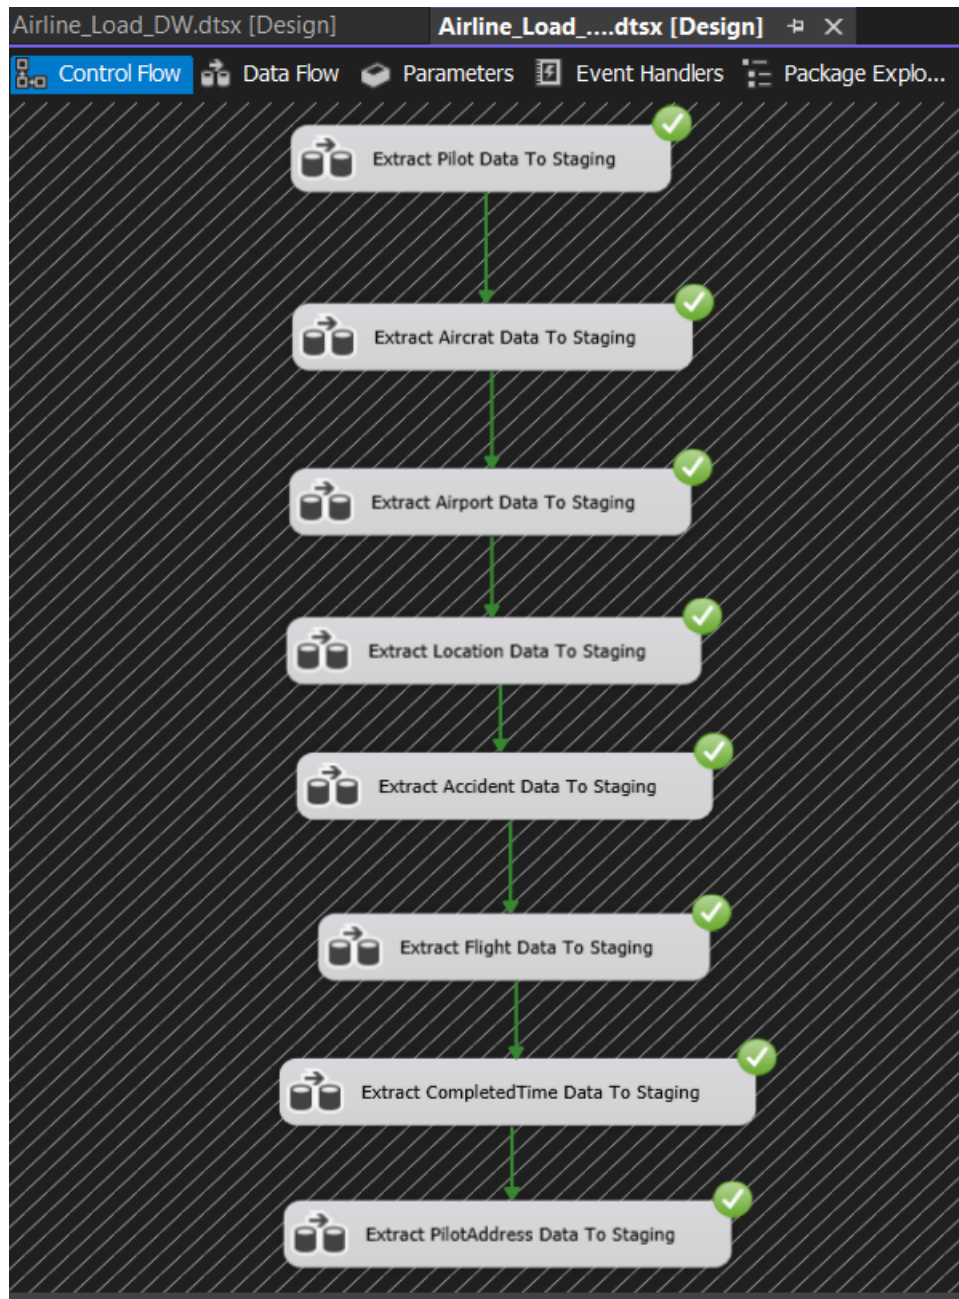 Airline_Load_DW.dtsx [Design]
Airline_Load_....dtsx [Design]
Control Flow
Data Flow
Parameters
Event Handlers
Package Explo...
Extract Pilot Data To Staging
Extract Aircrat Data To Staging
Extract Airport Data To Staging
Extract Location Data To Staging
Extract Accident Data To Staging
Extract Flight Data To Staging
Extract CompletedTime Data To Staging
Extract PilotAddress Data To Staging